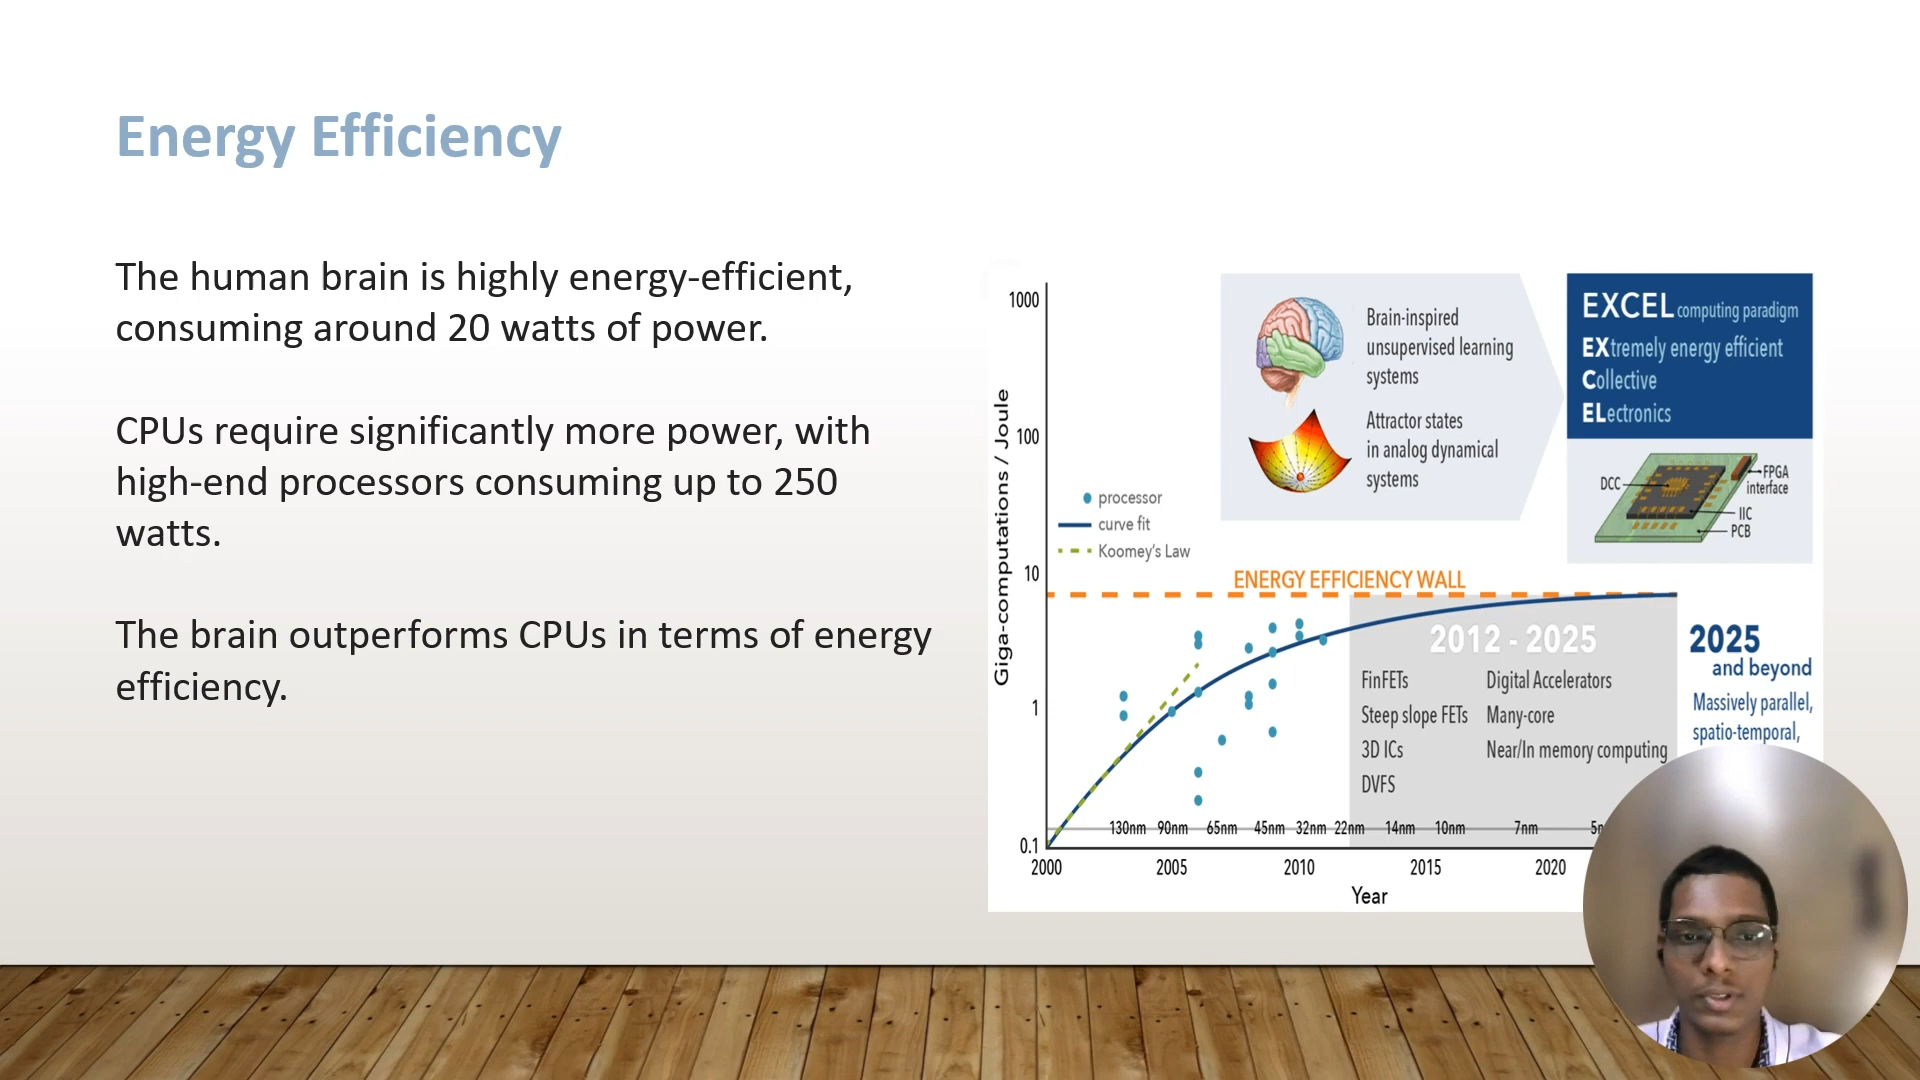 Energy Efficiency
The human brain is highly energy-efficient,
consuming around 20 watts of power.
CPUs require significantly more power, with
high-end processors consuming up to 250
watts.
The brain outperforms CPUs in terms of energy
efficiency.
Giga-computations / Joule
1000
100
10
1
0.1
processor
curve fit
Koomey's Law
Brain-inspired
unsupervised learning
systems
Attractor states
in analog dynamical
systems
EXCEL computing paradigm
EXtremely energy efficient
Collective
ELectronics
DCC
FPGA
interface
IIC
PCB
ENERGY EFFICIENCY WALL
2012 - 2025
FinFETs
Steep slope FETs
3D ICs
DVFS
Digital Accelerators
Many-core
Near/In memory computing
2025
and beyond
Massively parallel,
spatio-temporal,
130nm 90nm 65nm 45nm 32nm 22nm 14nm 10nm 7nm
2000 2005 2010 2015 2020
Year